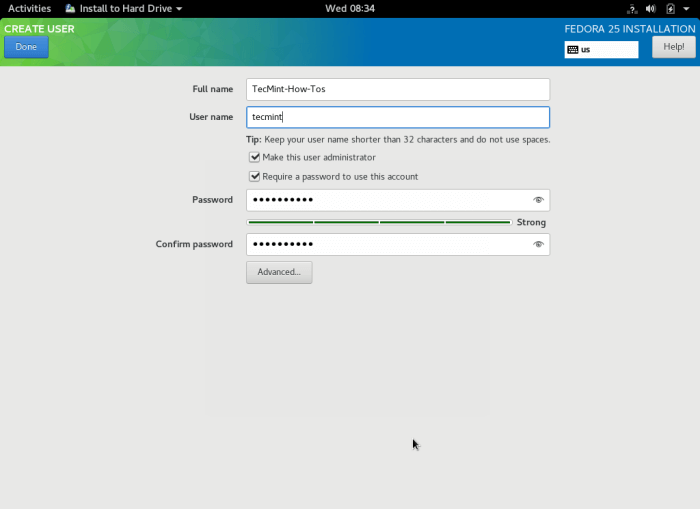 Activities Install to Hard Drive Wed 08:34
CREATE USER FEDORA 25 INSTALLATION
Done us Help!
Full name TecMint-How-Tos
User name tecmint
Tip: Keep your user name shorter than 32 characters and do not use spaces.
Make this user administrator
Require a password to use this account
Password ••••••••••
Strong
Confirm password ••••••••••
Advanced...